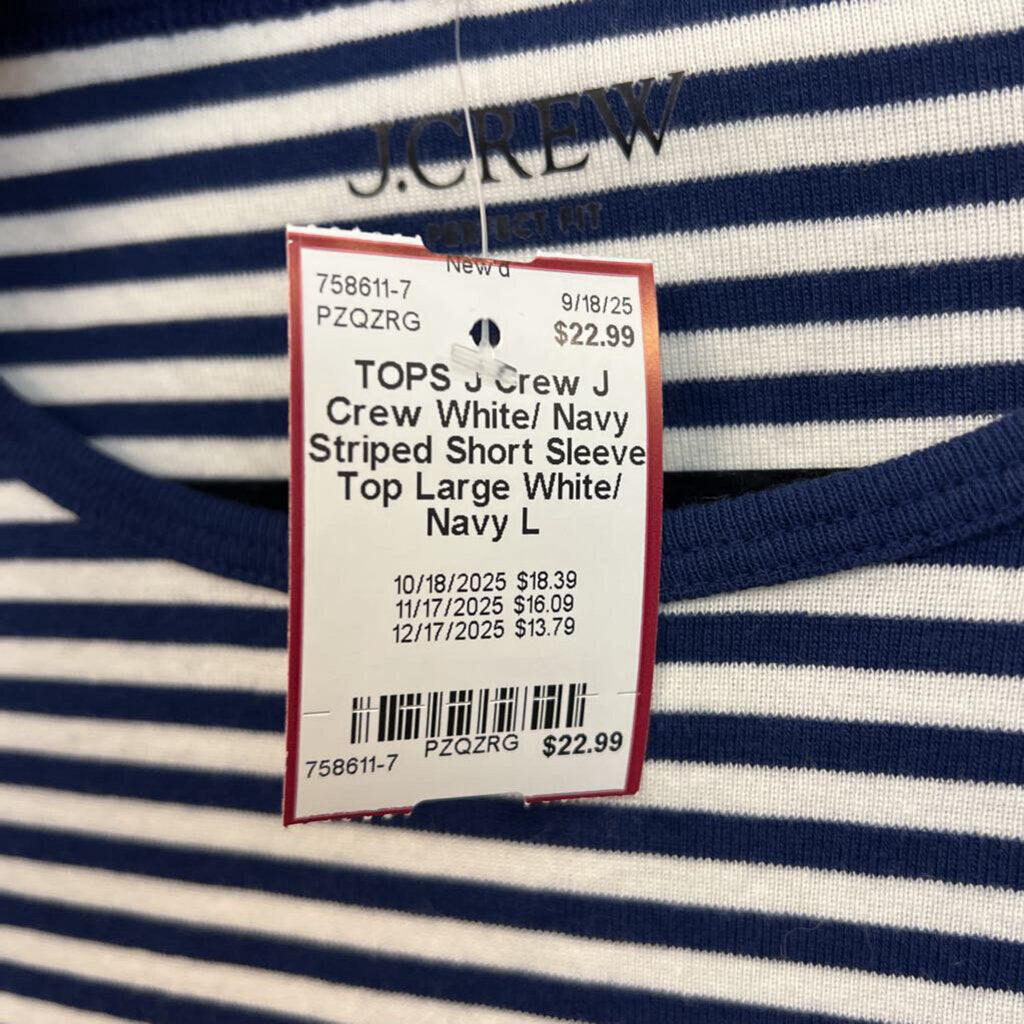 J.CREW
PERFECT FIT
New'd
758611-7
9/18/25
PZQZRG
$22.99
TOPS J Crew J
Crew White/ Navy
Striped Short Sleeve
Top Large White/
Navy L
10/18/2025 $18.39
11/17/2025 $16.09
12/17/2025 $13.79
PZQZRG
$22.99
758611-7